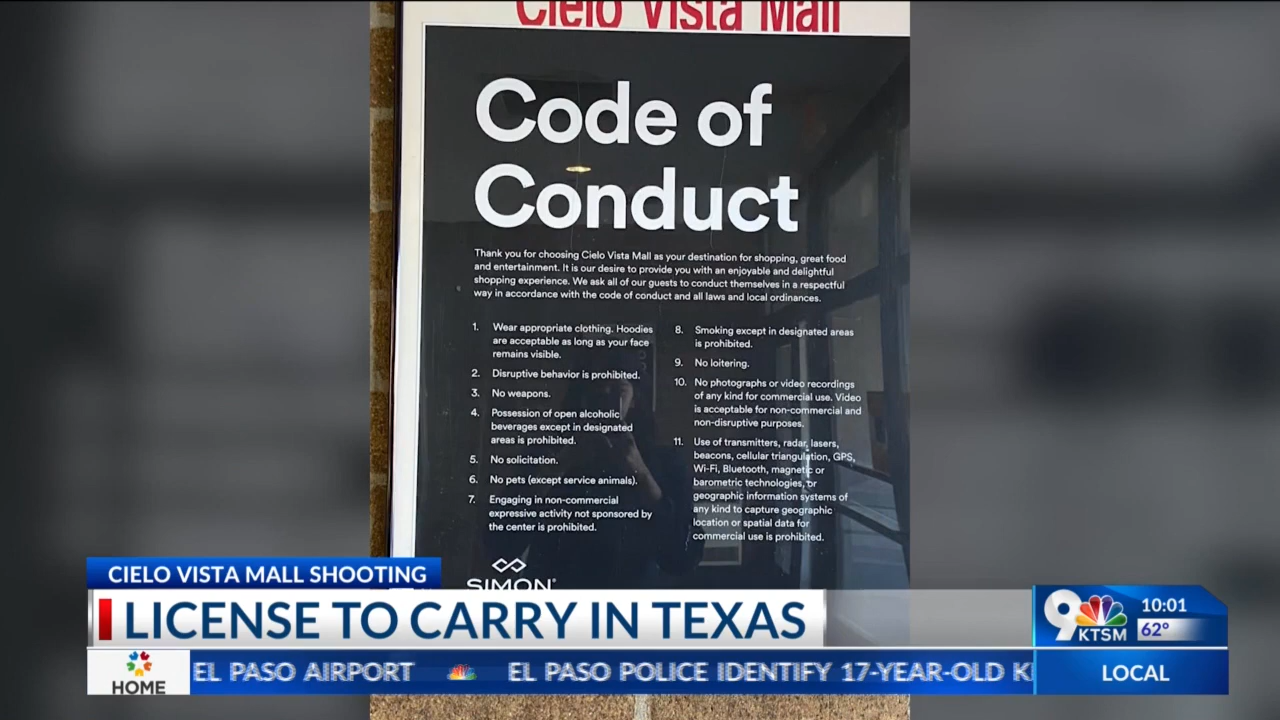 Cielo Vista Mall
Code of
Conduct
Thank you for choosing Cielo Vista Mall as your destination for shopping, great food
and entertainment. It is our desire to provide you with an enjoyable and delightful
shopping experience. We ask all of our guests to conduct themselves in a respectful
way in accordance with the code of conduct and all laws and local ordinances.
1. Wear appropriate clothing. Hoodies
are acceptable as long as your face
remains visible.
2. Disruptive behavior is prohibited.
3. No weapons.
4. Possession of open alcoholic
beverages except in designated
areas is prohibited.
5. No solicitation.
6. No pets (except service animals).
7. Engaging in non-commercial
expressive activity not sponsored by
the center is prohibited.
8. Smoking except in designated areas
is prohibited.
9. No loitering.
10. No photographs or video recordings
of any kind for commercial use. Video
is acceptable for non-commercial and
non-disruptive purposes.
11. Use of transmitters, radar, lasers,
beacons, cellular triangulation, GPS,
Wi-Fi, Bluetooth, magnetic or
barometric technologies, or
geographic information systems of
any kind to capture geographic
location or spatial data for
commercial use is prohibited.
SIMON®
CIELO VISTA MALL SHOOTING
LICENSE TO CARRY IN TEXAS
9 KTSM
10:01
62°
HOME
EL PASO AIRPORT EL PASO POLICE IDENTIFY 17-YEAR-OLD
LOCAL